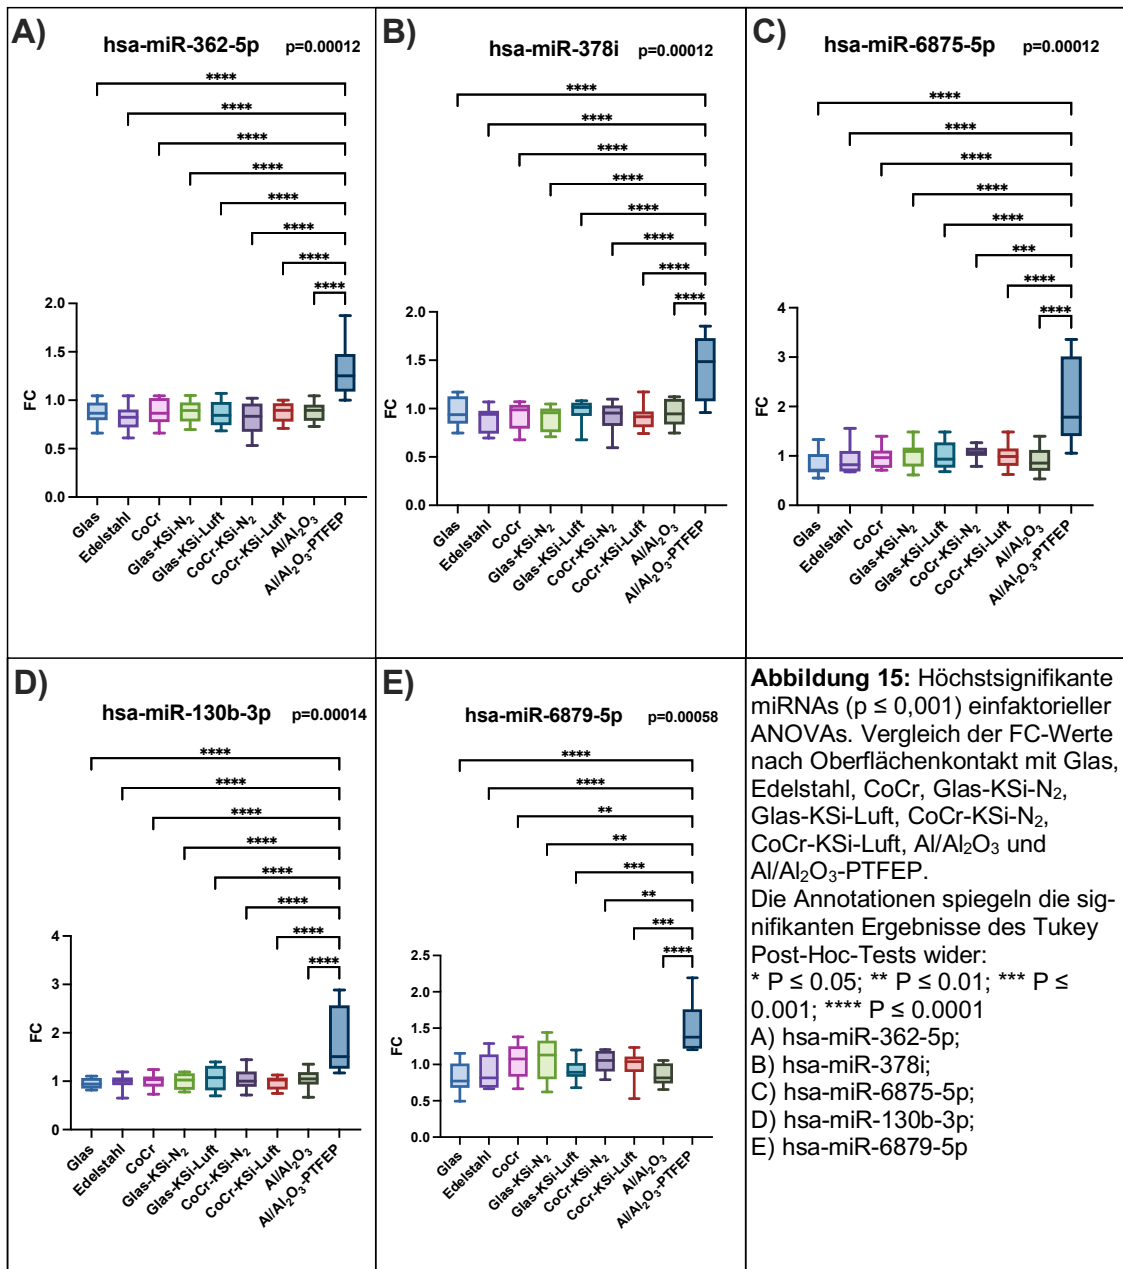 A)
hsa-miR-362-5p p=0.00012
****
****
****
****
****
****
****
****
2.0
1.5
1.0
0.5
0.0
FC
Glas
Edelstahl
CoCr
Glas-KSi-N₂
Glas-KSi-Luft
CoCr-KSi-N₂
CoCr-KSi-Luft
Al/Al₂O₃
Al/Al₂O₃-PTFEP
B)
hsa-miR-378i p=0.00012
****
****
****
****
****
****
****
****
2.0
1.5
1.0
0.5
0.0
FC
Glas
Edelstahl
CoCr
Glas-KSi-N₂
Glas-KSi-Luft
CoCr-KSi-N₂
CoCr-KSi-Luft
Al/Al₂O₃
Al/Al₂O₃-PTFEP
C)
hsa-miR-6875-5p p=0.00012
****
****
****
****
****
***
****
****
4
3
2
1
0
FC
Glas
Edelstahl
CoCr
Glas-KSi-N₂
Glas-KSi-Luft
CoCr-KSi-N₂
CoCr-KSi-Luft
Al/Al₂O₃
Al/Al₂O₃-PTFEP
D)
hsa-miR-130b-3p p=0.00014
****
****
****
****
****
****
****
****
4
3
2
1
0
FC
Glas
Edelstahl
CoCr
Glas-KSi-N₂
Glas-KSi-Luft
CoCr-KSi-N₂
CoCr-KSi-Luft
Al/Al₂O₃
Al/Al₂O₃-PTFEP
E)
hsa-miR-6879-5p p=0.00058
****
****
**
**
***
**
***
****
2.5
2.0
1.5
1.0
0.5
0.0
FC
Glas
Edelstahl
CoCr
Glas-KSi-N₂
Glas-KSi-Luft
CoCr-KSi-N₂
CoCr-KSi-Luft
Al/Al₂O₃
Al/Al₂O₃-PTFEP
Abbildung 15: Höchstsignifikante
miRNAs (p ≤ 0,001) einfaktorieller
ANOVAs. Vergleich der FC-Werte
nach Oberflächenkontakt mit Glas,
Edelstahl, CoCr, Glas-KSi-N₂,
Glas-KSi-Luft, CoCr-KSi-N₂,
CoCr-KSi-Luft, Al/Al₂O₃ und
Al/Al₂O₃-PTFEP.
Die Annotationen spiegeln die sig-
nifikanten Ergebnisse des Tukey
Post-Hoc-Tests wider:
* P ≤ 0.05; ** P ≤ 0.01; *** P ≤
0.001; **** P ≤ 0.0001
A) hsa-miR-362-5p;
B) hsa-miR-378i;
C) hsa-miR-6875-5p;
D) hsa-miR-130b-3p;
E) hsa-miR-6879-5p